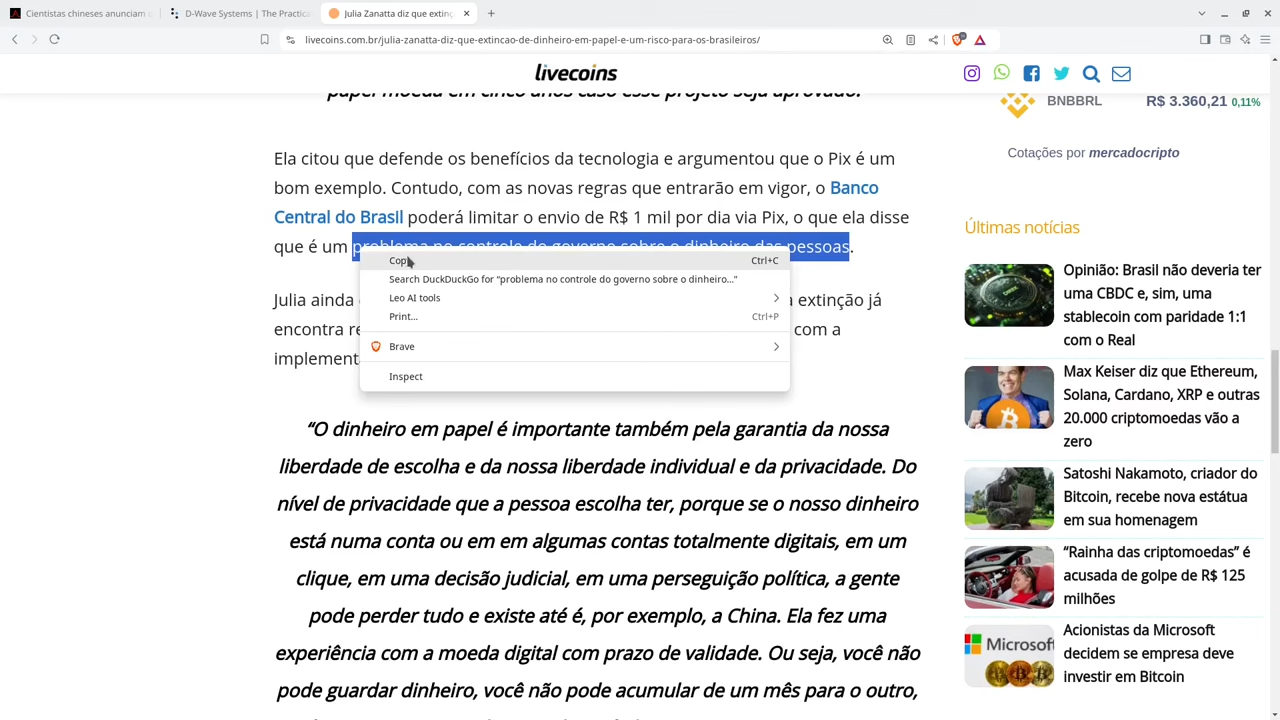 Cientistas chineses anunciam c
D-Wave Systems | The Practica
Julia Zanatta diz que extinç
livecoins.com.br/julia-zanatta-diz-que-extincao-de-dinheiro-em-papel-e-um-risco-para-os-brasileiros/
livecoins
papel moeda em cinco anos caso esse projeto seja aprovado.
BNBBRL
R$ 3.360,21 0,11%
Cotações por mercadocripto
Ela citou que defende os benefícios da tecnologia e argumentou que o Pix é um
bom exemplo. Contudo, com as novas regras que entrarão em vigor, o Banco
Central do Brasil poderá limitar o envio de R$ 1 mil por dia via Pix, o que ela disse
que é um problema no controle do governo sobre o dinheiro das pessoas.
Copy Ctrl+C
Search DuckDuckGo for “problema no controle do governo sobre o dinheiro...”
Leo AI tools
Print... Ctrl+P
Brave
Inspect
Julia ainda
a extinção já
encontra
com a
“O dinheiro em papel é importante também pela garantia da nossa
liberdade de escolha e da nossa liberdade individual e da privacidade. Do
nível de privacidade que a pessoa escolha ter, porque se o nosso dinheiro
está numa conta ou em em algumas contas totalmente digitais, em um
clique, em uma decisão judicial, em uma perseguição política, a gente
pode perder tudo e existe até é, por exemplo, a China. Ela fez uma
experiência com a moeda digital com prazo de validade. Ou seja, você não
pode guardar dinheiro, você não pode acumular de um mês para o outro,
Últimas notícias
Opinião: Brasil não deveria ter
uma CBDC e, sim, uma
stablecoin com paridade 1:1
com o Real
Max Keiser diz que Ethereum,
Solana, Cardano, XRP e outras
20.000 criptomoedas vão a
zero
Satoshi Nakamoto, criador do
Bitcoin, recebe nova estátua
em sua homenagem
“Rainha das criptomoedas” é
acusada de golpe de R$ 125
milhões
Microsoft
Acionistas da Microsoft
decidem se empresa deve
investir em Bitcoin